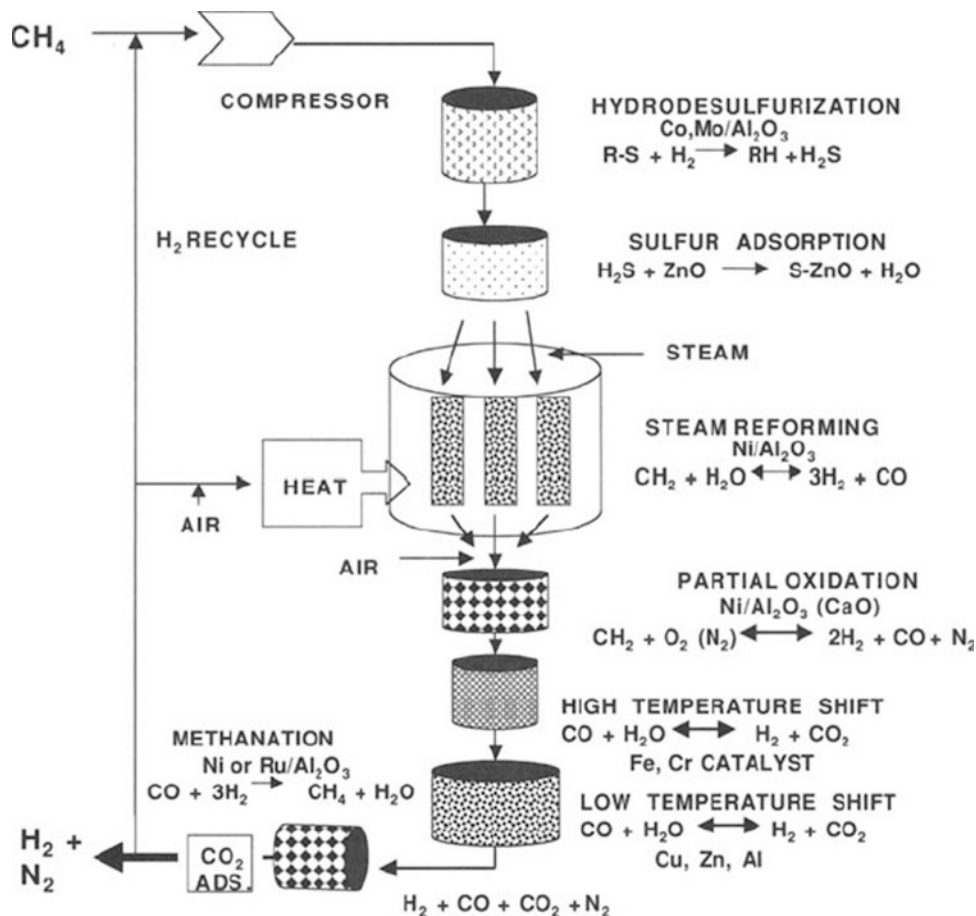 CH₄
COMPRESSOR
HYDRODESULFURIZATION
Co,Mo/Al₂O₃
R-S + H₂ → RH +H₂S
H₂ RECYCLE
SULFUR ADSORPTION
H₂S + ZnO → S-ZnO + H₂O
STEAM
STEAM REFORMING
Ni/Al₂O₃
CH₂ + H₂O ↔ 3H₂ + CO
HEAT
AIR
AIR
PARTIAL OXIDATION
Ni/Al₂O₃ (CaO)
CH₂ + O₂ (N₂) ↔ 2H₂ + CO + N₂
HIGH TEMPERATURE SHIFT
CO + H₂O ↔ H₂ + CO₂
Fe, Cr CATALYST
METHANATION
Ni or Ru/Al₂O₃
CO + 3H₂ → CH₄ + H₂O
LOW TEMPERATURE SHIFT
CO + H₂O ↔ H₂ + CO₂
Cu, Zn, Al
H₂ +
N₂
CO₂
ADS.
H₂ + CO + CO₂ + N₂